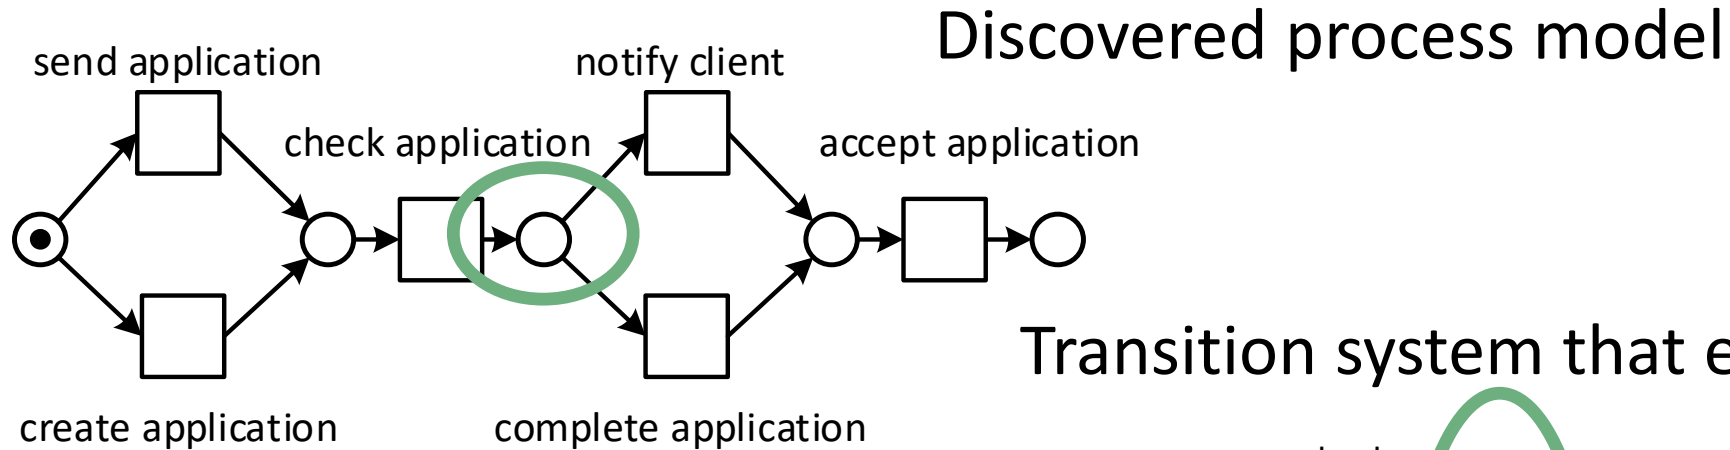 Discovered process model
send application
notify client
check application
accept application
Transition system that e
create application
complete application